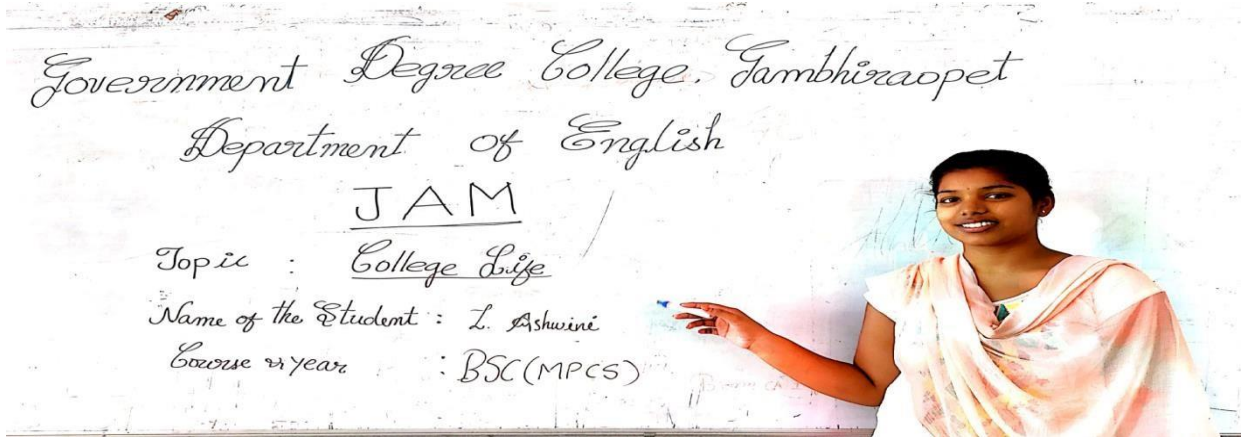 Government Degree College, Gambhiraopet
Department of English
JAM
Topic : College Life
Name of the Student : L. Ashwini
Course & year : BSC (MPCS)